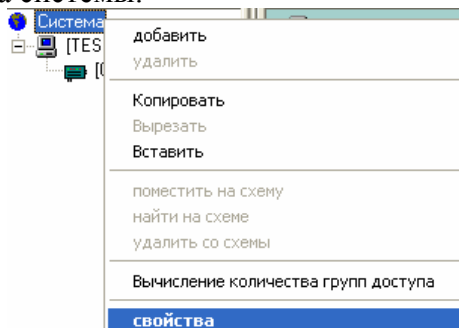 а системы.
Система
[TES
[
добавить
удалить
Копировать
Вырезать
Вставить
поместить на схему
найти на схеме
удалить со схемы
Вычисление количества групп доступа
свойства